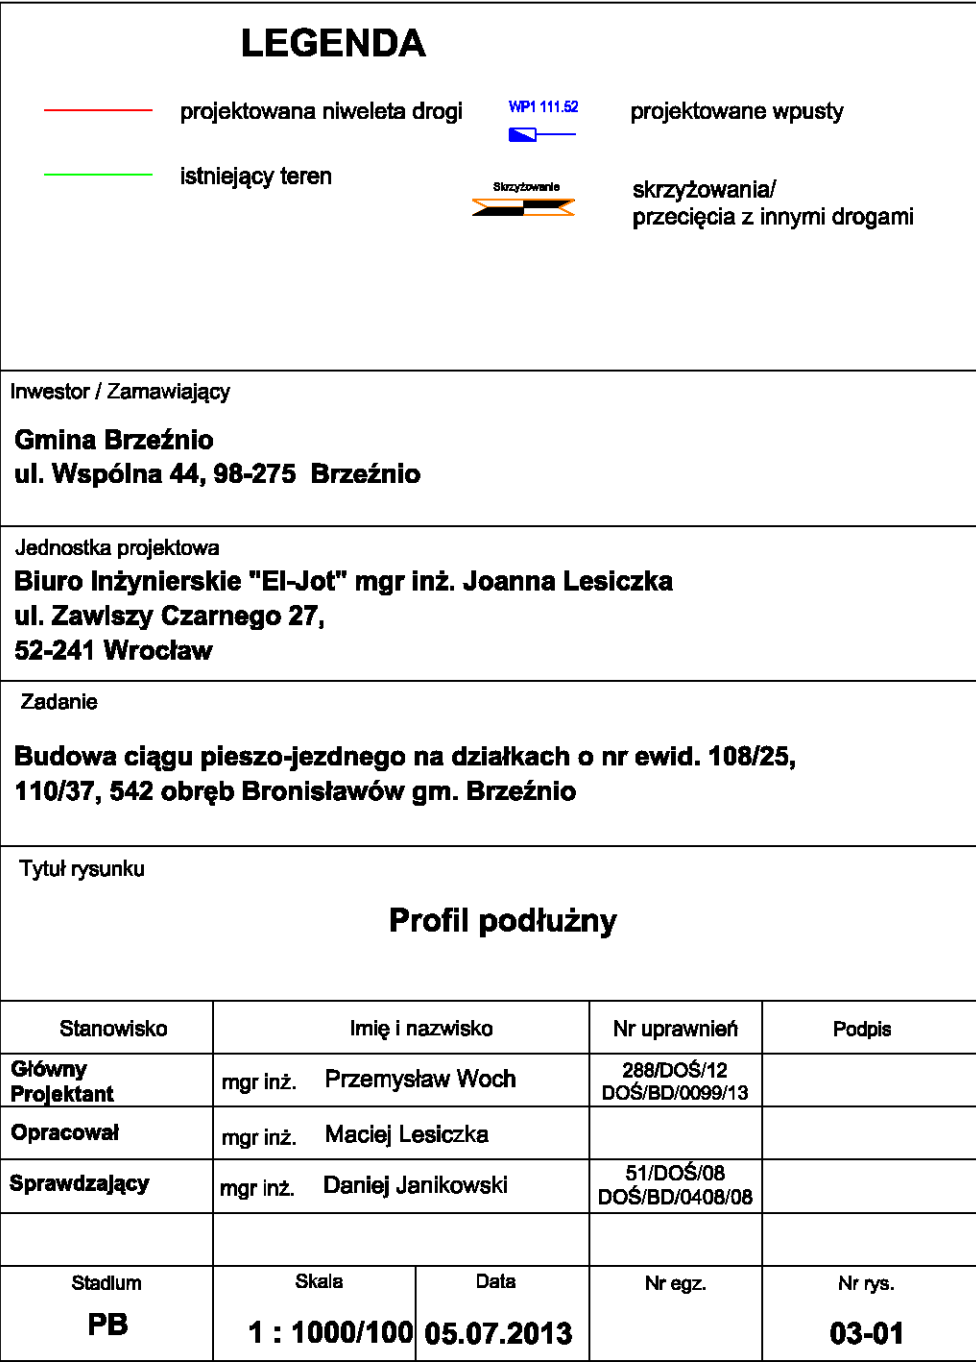 LEGENDA
projektowana niweleta drogi
WP1 111.52
projektowane wpusty
istniejący teren
Skrzyżowanie
skrzyżowania/
przecięcia z innymi drogami
Inwestor / Zamawiający
Gmina Brzeźnio
ul. Wspólna 44, 98-275 Brzeźnio
Jednostka projektowa
Biuro Inżynierskie "El-Jot" mgr inż. Joanna Lesiczka
ul. Zawiszy Czarnego 27,
52-241 Wrocław
Zadanie
Budowa ciągu pieszo-jezdnego na działkach o nr ewid. 108/25,
110/37, 542 obręb Bronisławów gm. Brzeźnio
Tytuł rysunku
Profil podłużny
Stanowisko Imię i nazwisko Nr uprawnień Podpis
Główny
Projektant
mgr inż. Przemysław Woch
288/DOŚ/12
DOŚ/BD/0099/13
Opracował mgr inż. Maciej Lesiczka
Sprawdzający mgr inż. Daniej Janikowski
51/DOŚ/08
DOŚ/BD/0408/08
Stadium Skala Data Nr egz. Nr rys.
PB 1 : 1000/100 05.07.2013 03-01